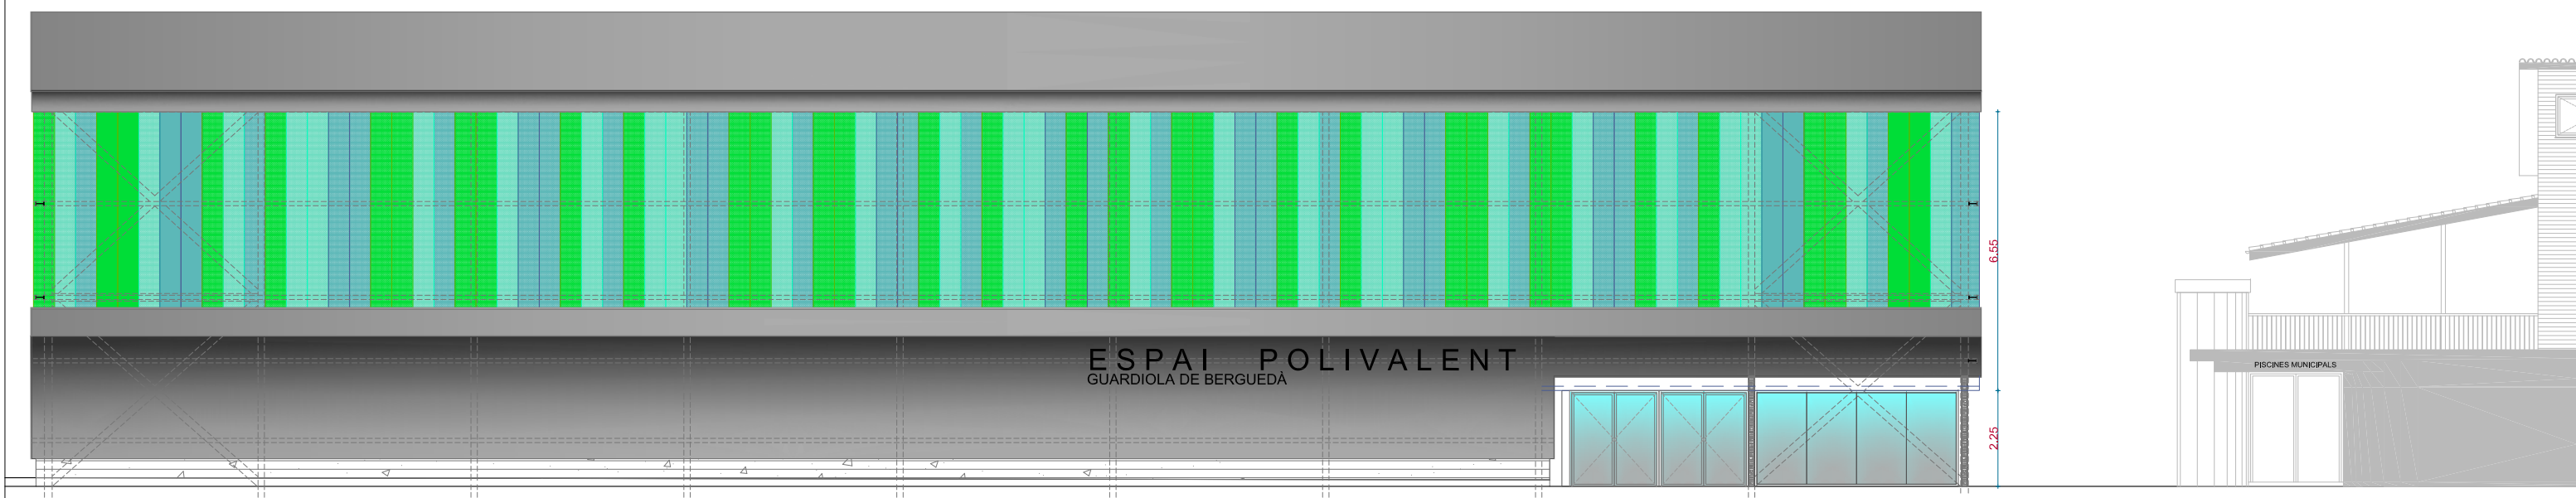 ESPAI POLIVALENT
GUARDIOLA DE BERGUEDÀ
6.55
2.25
PISCINES MUNICIPALS